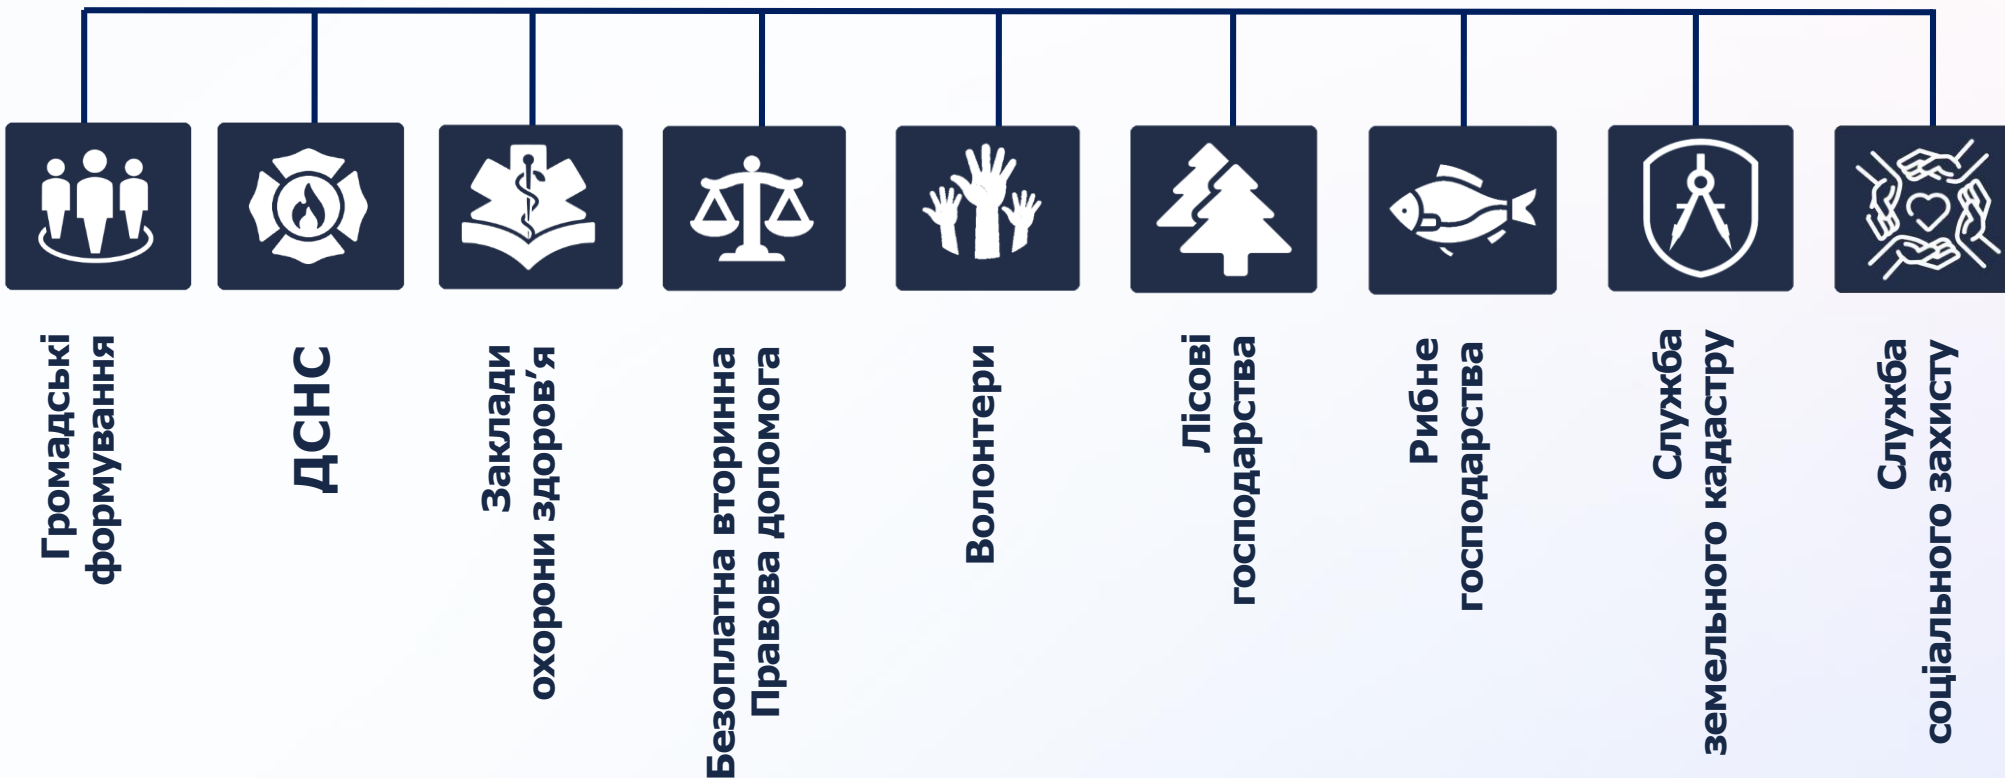 Громадські
формування
ДСНС
Заклади
охорони здоров’я
Безоплатна вторинна
Правова допомога
Волонтери
Лісові
господарства
Рибне
господарства
Служба
земельного кадастру
Служба
соціального захисту